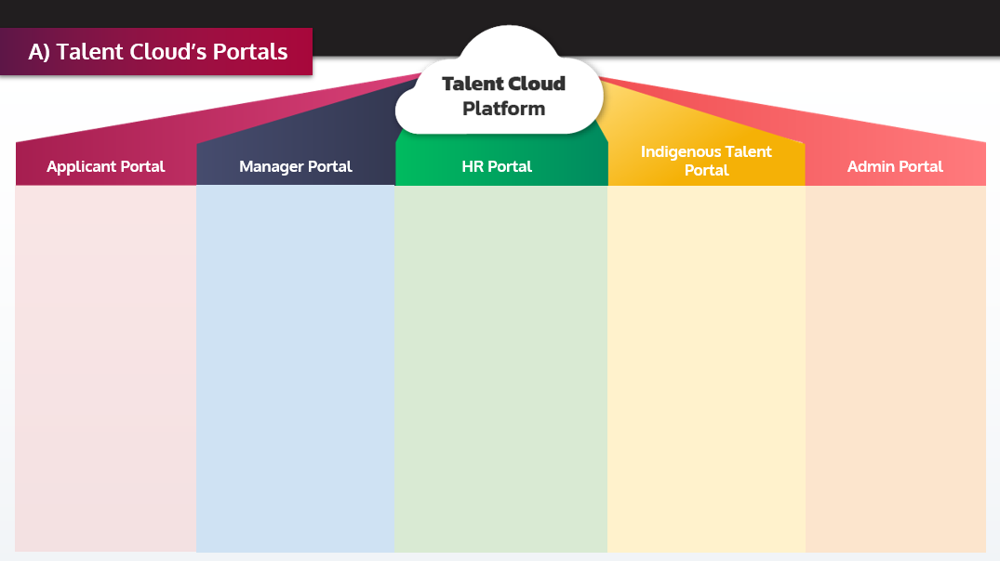 A) Talent Cloud’s Portals
Talent Cloud
Platform
Applicant Portal
Manager Portal
HR Portal
Indigenous Talent
Portal
Admin Portal